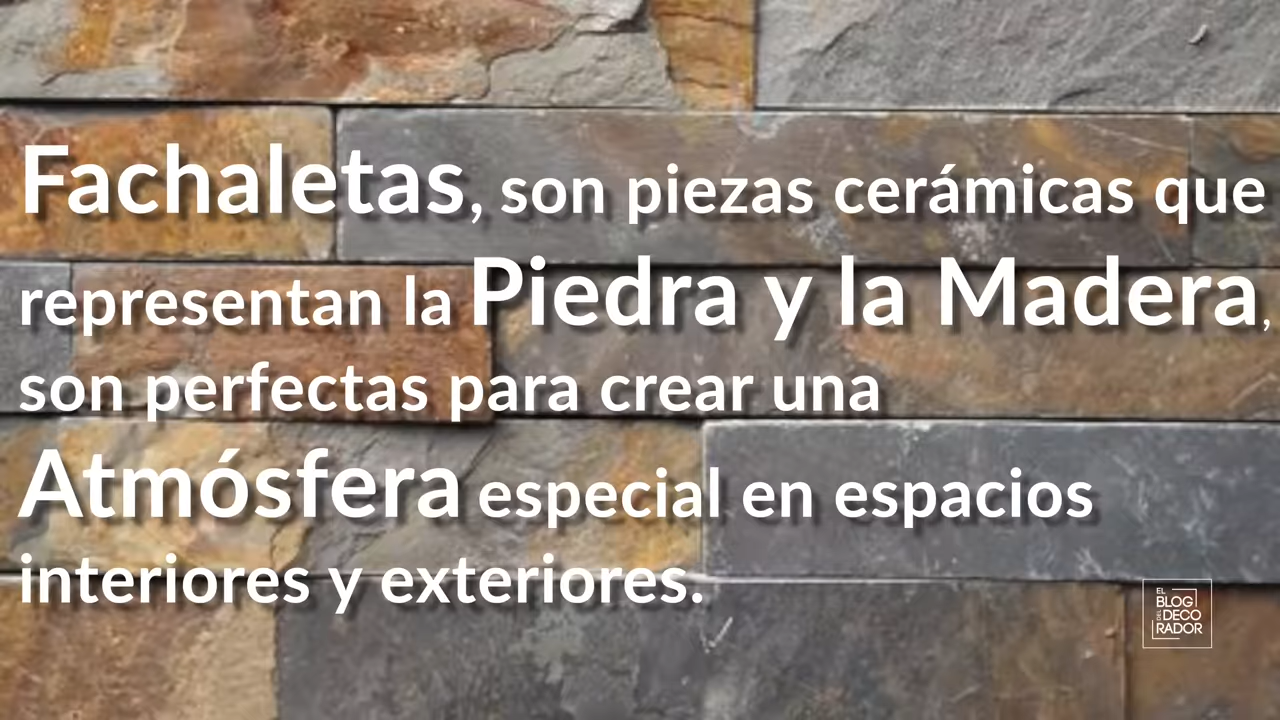 Fachaletas, son piezas cerámicas que
representan la Piedra y la Madera,
son perfectas para crear una
Atmósfera especial en espacios
interiores y exteriores.
EL
BLOG
DEL DECO
RADOR